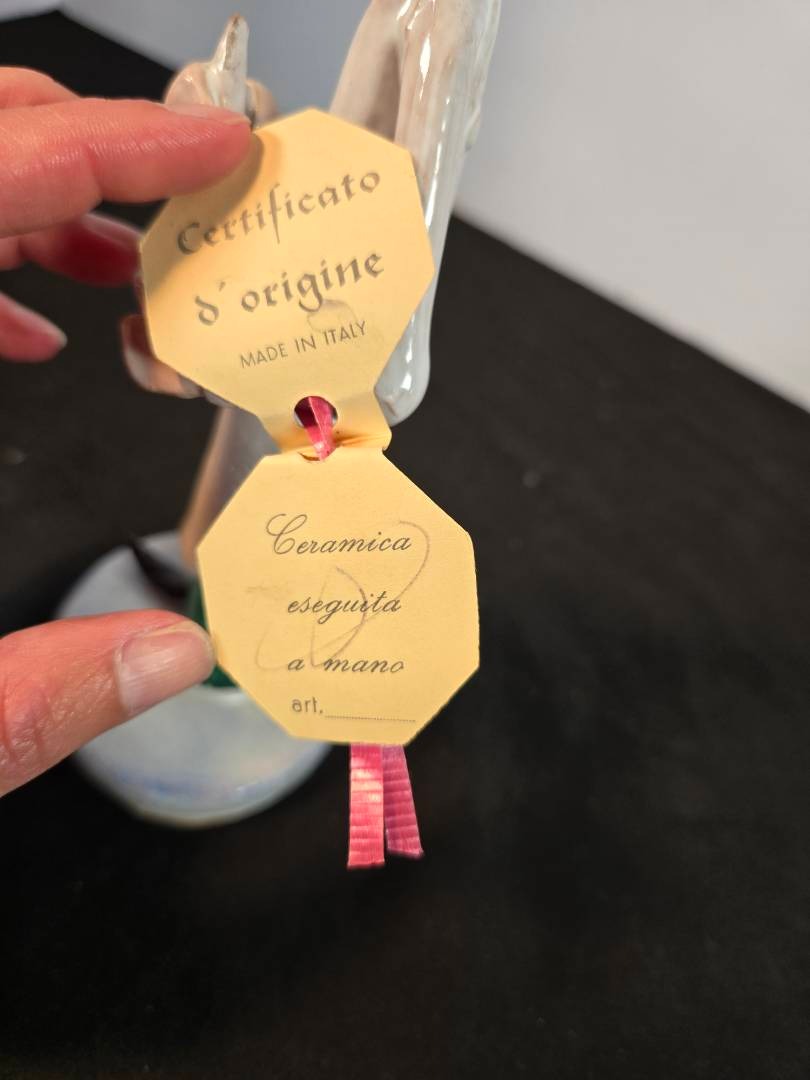 Certificato
d'origine
MADE IN ITALY
Ceramica
eseguita
a mano
art.